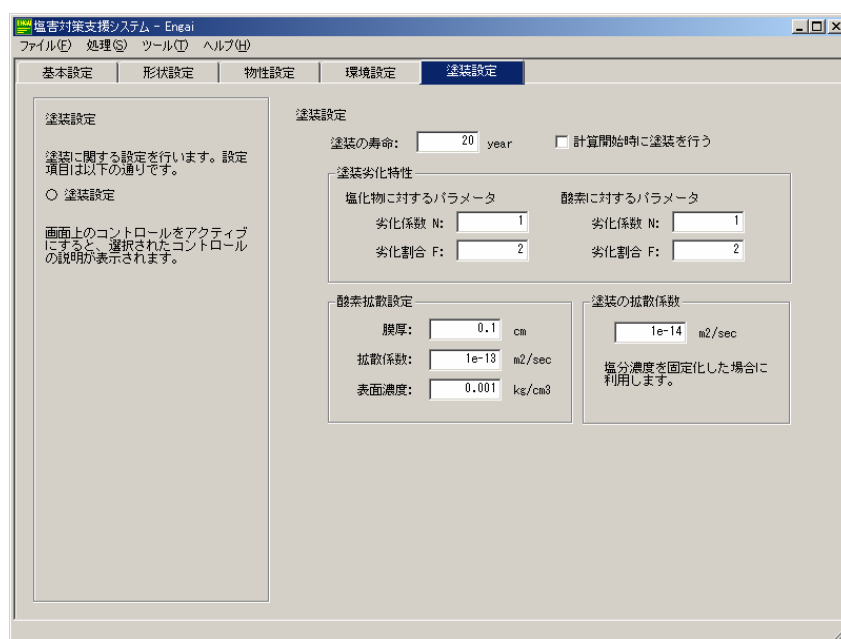 塩害対策支援システム - Engai
ファイル(F) 処理(S) ツール(T) ヘルプ(H)
基本設定 形状設定 物性設定 環境設定 塗装設定
塗装設定
塗装に関する設定を行います。設定
項目は以下の通りです。
○ 塗装設定
画面上のコントロールをアクティブ
にすると、選択されたコントロール
の説明が表示されます。
塗装設定
塗装の寿命: 20 year 計算開始時に塗装を行う
塗装劣化特性
塩化物に対するパラメータ 酸素に対するパラメータ
劣化係数 N: 1 劣化係数 N: 1
劣化割合 F: 2 劣化割合 F: 2
酸素拡散設定
膜厚: 0.1 cm
拡散係数: 1e-13 m2/sec
表面濃度: 0.001 kg/cm3
塗装の拡散係数
1e-14 m2/sec
塩分濃度を固定化した場合に
利用します。